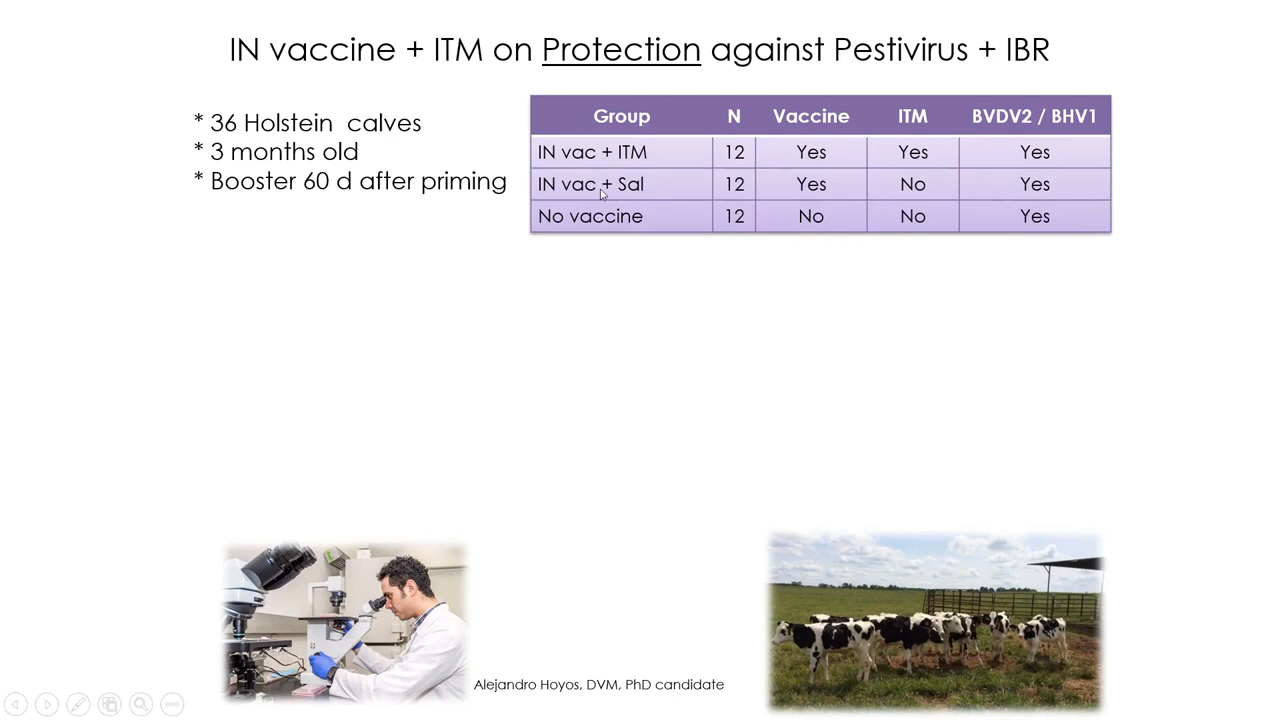 IN vaccine + ITM on Protection against Pestivirus + IBR
* 36 Holstein calves
* 3 months old
* Booster 60 d after priming
Group N Vaccine ITM BVDV2 / BHV1
IN vac + ITM 12 Yes Yes Yes
IN vac + Sal 12 Yes No Yes
No vaccine 12 No No Yes
Alejandro Hoyos, DVM, PhD candidate